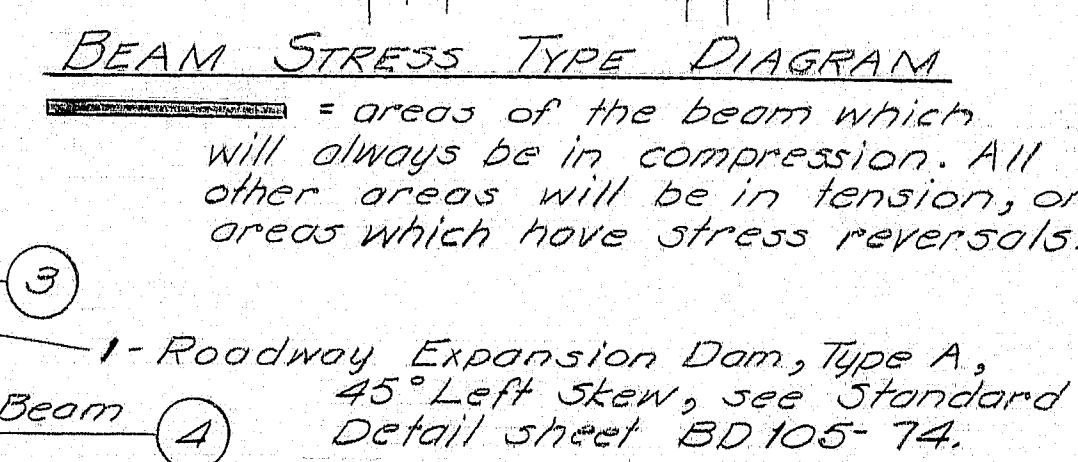 BEAM STRESS TYPE DIAGRAM
= areas of the beam which
will always be in compression. All
other areas will be in tension, or
areas which have stress reversals.
3
1- Roadway Expansion Dam, Type A,
45° Left Skew, see Standard
Beam 4 Detail sheet BD 105-74.